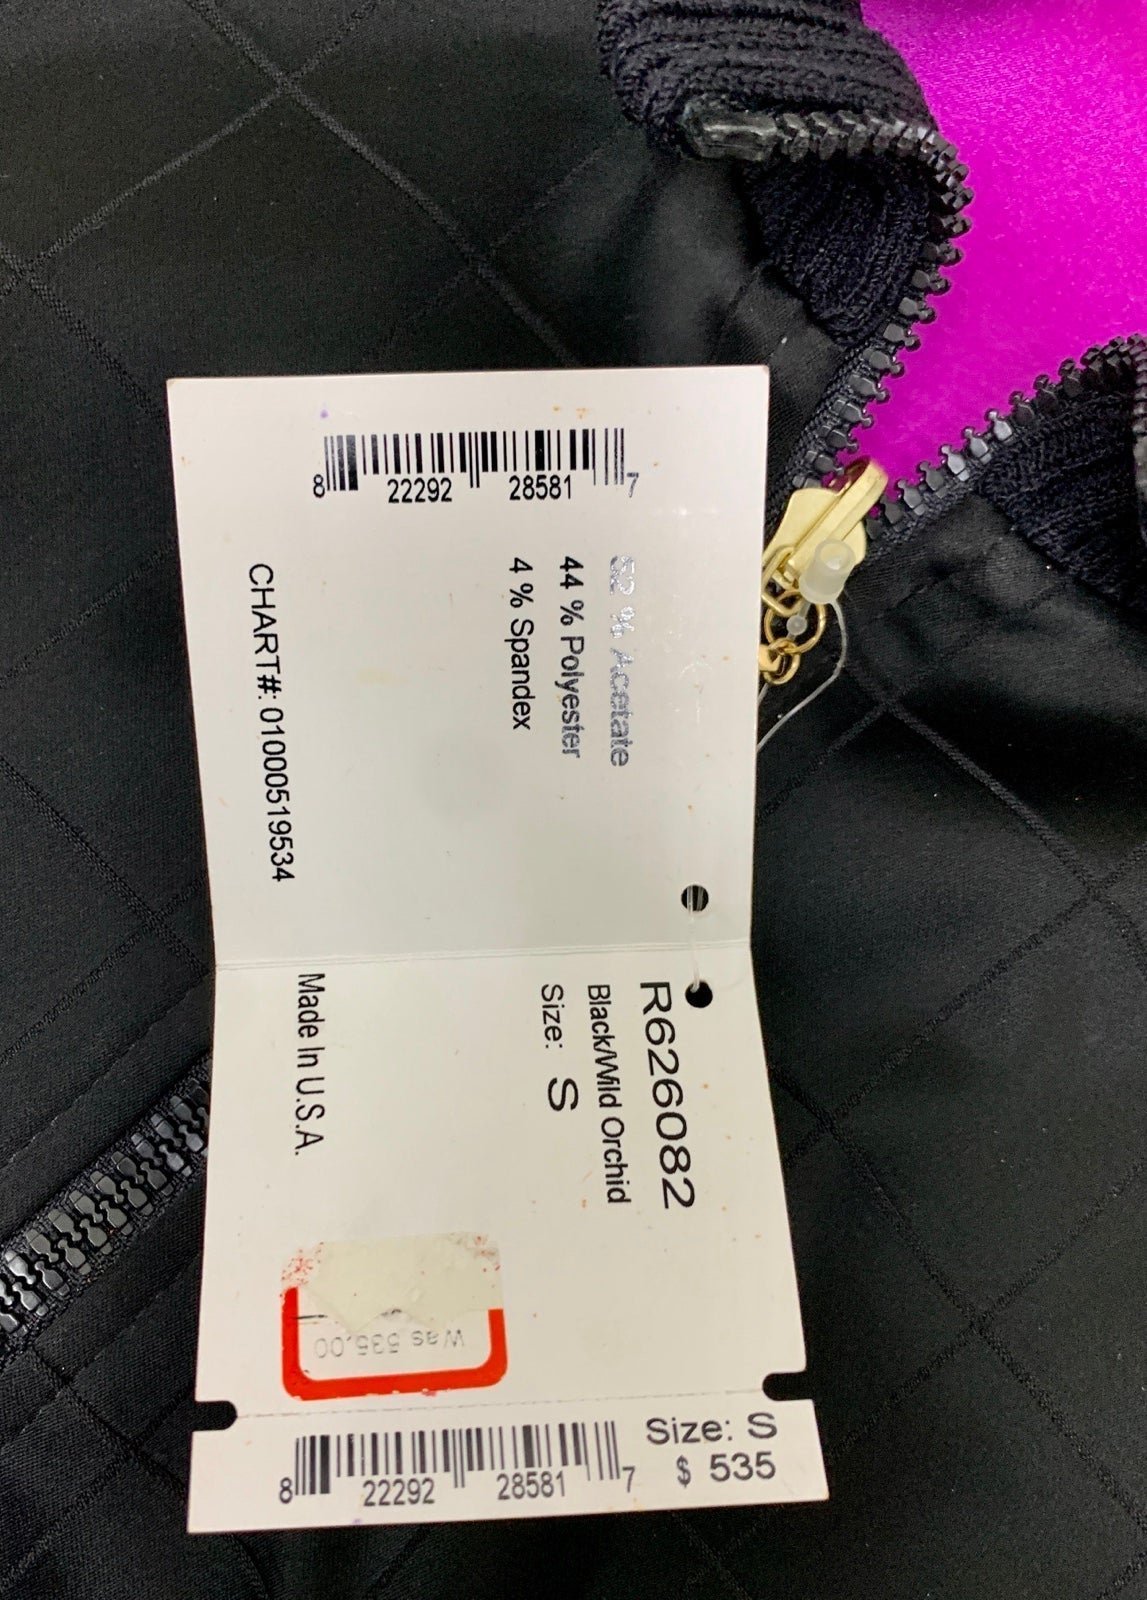 8 22292 28581 7
52 % Acetate
44 % Polyester
4 % Spandex
CHART#: 01000519534
R626082
Black/Wild Orchid
Size: S
Made In U.S.A.
Was 535.00
Size: S
$ 535
8 22292 28581 7